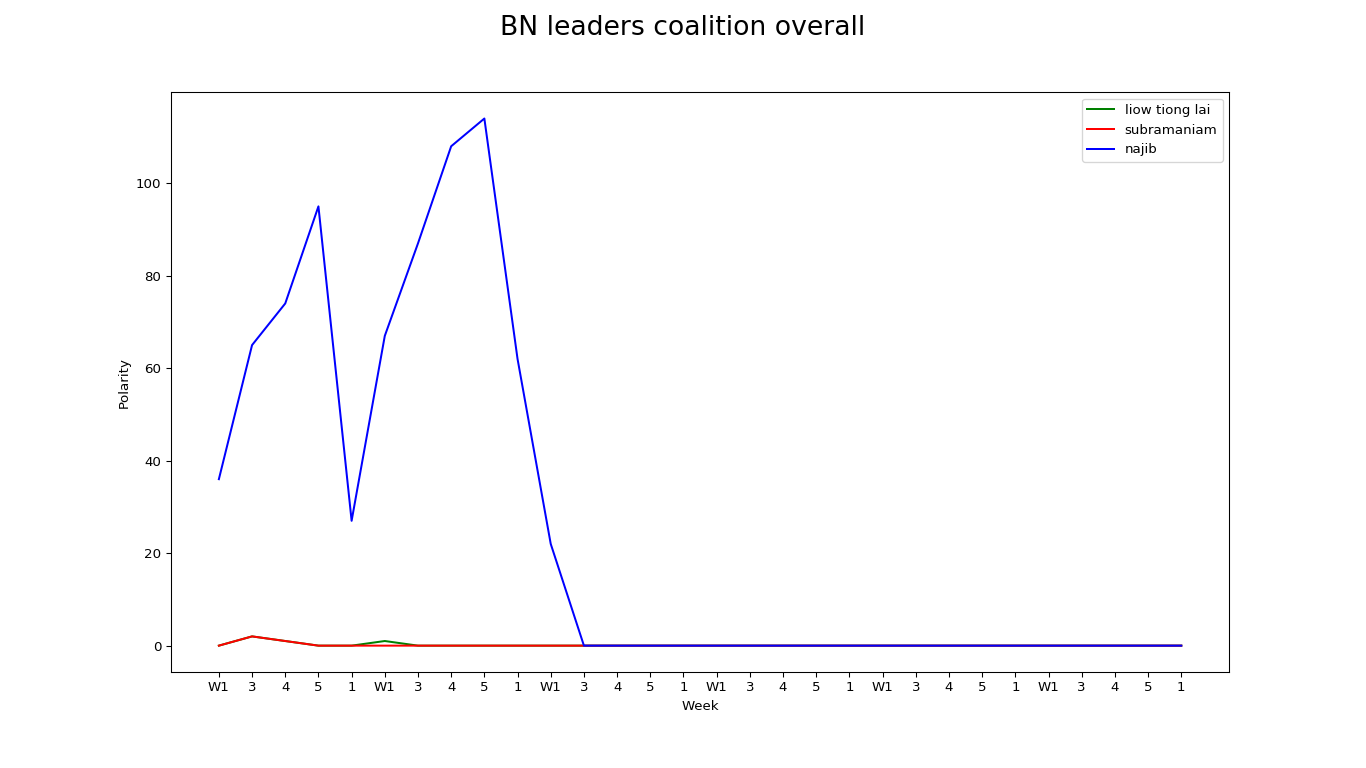 BN leaders coalition overall
liow tiong lai
subramaniam
najib
Polarity
100
80
60
40
20
0
W1 3 4 5 1 W1 3 4 5 1 W1 3 4 5 1 W1 3 4 5 1 W1 3 4 5 1 W1 3 4 5 1
Week